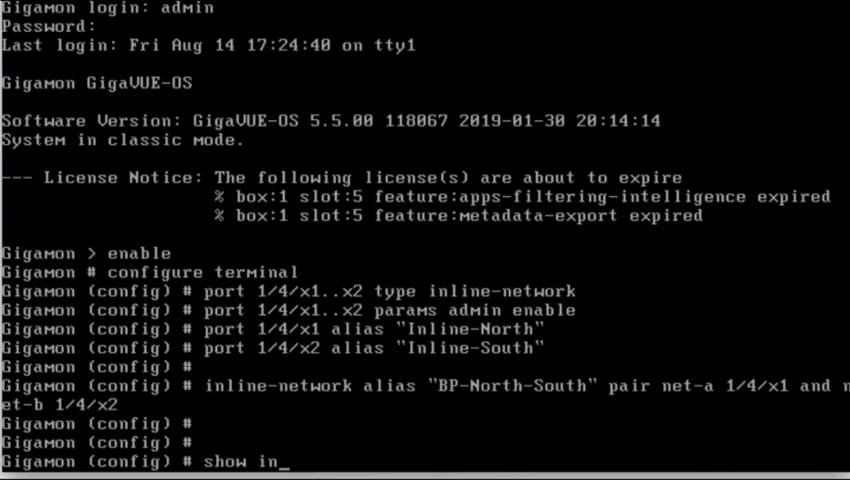 Gigamon login: admin
Password:
Last login: Fri Aug 14 17:24:40 on tty1
Gigamon GigaVUE-OS
Software Version: GigaVUE-OS 5.5.00 118067 2019-01-30 20:14:14
System in classic mode.
--- License Notice: The following license(s) are about to expire
% box:1 slot:5 feature:apps-filtering-intelligence expired
% box:1 slot:5 feature:metadata-export expired
Gigamon > enable
Gigamon # configure terminal
Gigamon (config) # port 1/4/x1..x2 type inline-network
Gigamon (config) # port 1/4/x1..x2 params admin enable
Gigamon (config) # port 1/4/x1 alias "Inline-North"
Gigamon (config) # port 1/4/x2 alias "Inline-South"
Gigamon (config) #
Gigamon (config) # inline-network alias "BP-North-South" pair net-a 1/4/x1 and n
et-b 1/4/x2
Gigamon (config) #
Gigamon (config) #
Gigamon (config) # show in_